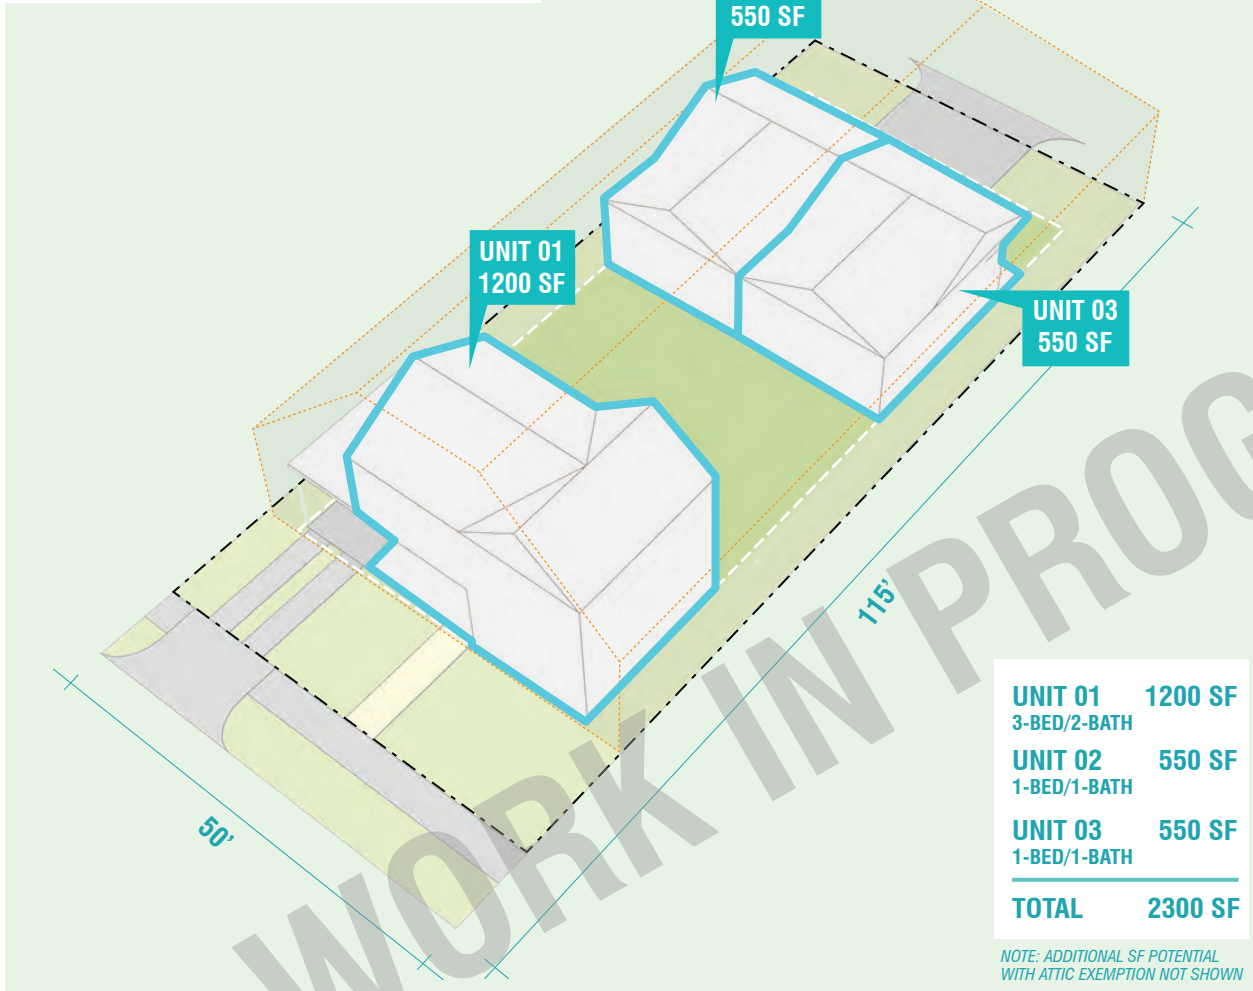 550 SF
UNIT 01
1200 SF
UNIT 03
550 SF
115’
50’
WORK IN PROG
UNIT 01 1200 SF
3-BED/2-BATH
UNIT 02 550 SF
1-BED/1-BATH
UNIT 03 550 SF
1-BED/1-BATH
TOTAL 2300 SF
NOTE: ADDITIONAL SF POTENTIAL
WITH ATTIC EXEMPTION NOT SHOWN